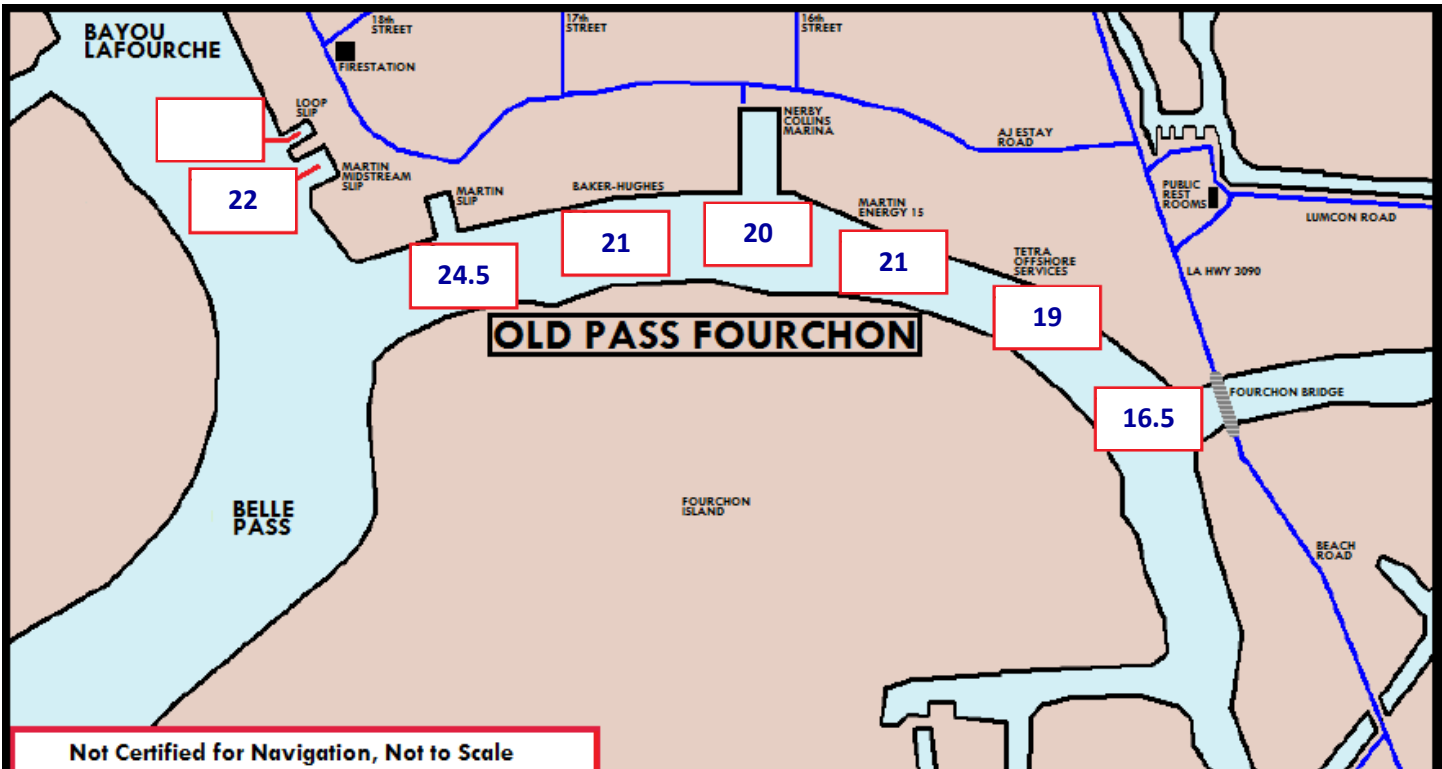 BAYOU
LAFOURCHE
18th
STREET
17th
STREET
16th
STREET
FIRESTATION
LOOP
SLIP
NERBY
COLLINS
MARINA
AJ ESTAY
ROAD
MARTIN
MIDSTREAM
SLIP
22
MARTIN
SLIP
BAKER-HUGHES
MARTIN
ENERGY 15
PUBLIC
REST
ROOMS
LUMCON ROAD
24.5
21
20
21
TETRA
OFFSHORE
SERVICES
LA HWY 3090
19
OLD PASS FOURCHON
16.5
FOURCHON BRIDGE
BELLE
PASS
FOURCHON
ISLAND
BEACH
ROAD
Not Certified for Navigation, Not to Scale